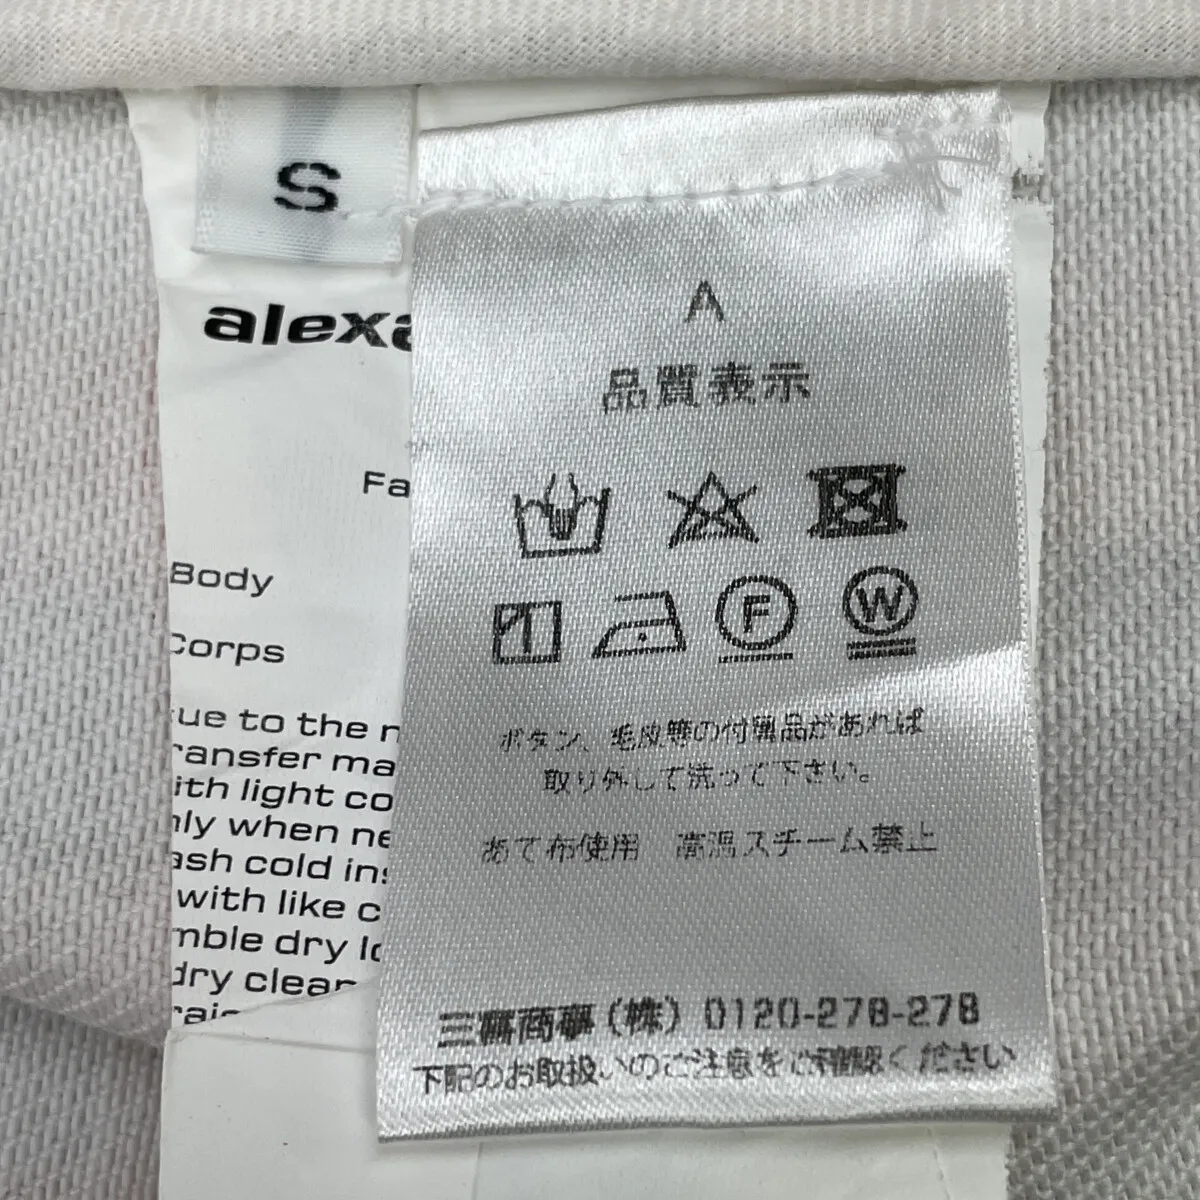 S
alexa
Fa
Body
Corps
ue to the n
ransfer ma
ith light co
nly when ne
ash cold ins
with like c
mble dry lo
dry clean
A
品質表示
F
W
ボタン、毛皮等の付属品があれば
取り外して洗って下さい。
あて布使用 高温スチーム禁止
三喜商事(株) 0120-278-278
下記のお取扱いのご注意をご確認ください